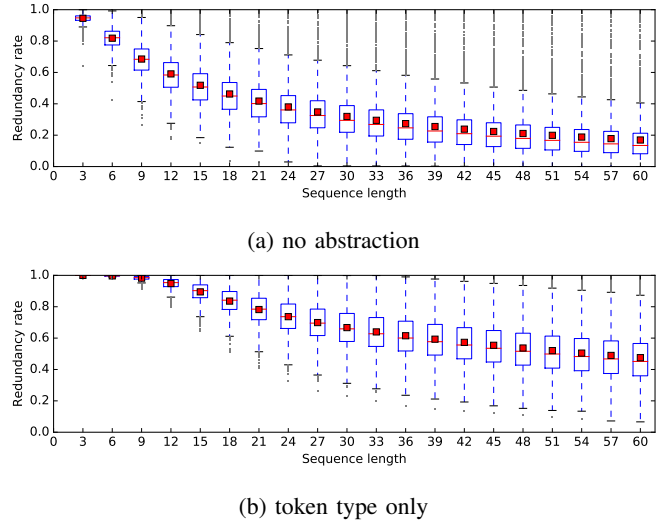 1.0
0.8
0.6
0.4
0.2
0.0
Redundancy rate
0 3 6 9 12 15 18 21 24 27 30 33 36 39 42 45 48 51 54 57 60
Sequence length
(a) no abstraction
1.0
0.8
0.6
0.4
0.2
0.0
Redundancy rate
0 3 6 9 12 15 18 21 24 27 30 33 36 39 42 45 48 51 54 57 60
Sequence length
(b) token type only